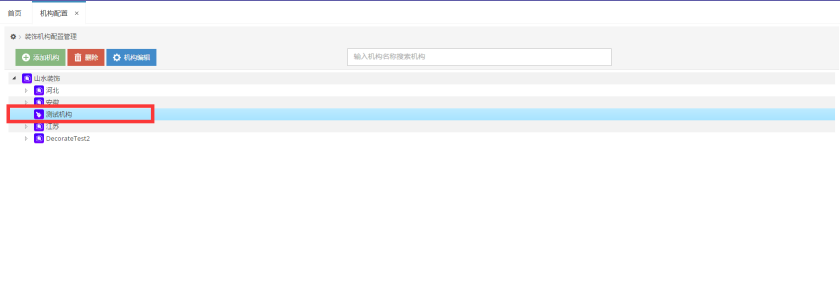 首页 机构配置 ×
装饰机构配置管理
添加机构 删除 机构编辑 输入机构名称搜索机构
山水装饰
河北
安徽
测试机构
江苏
DecorateTest2